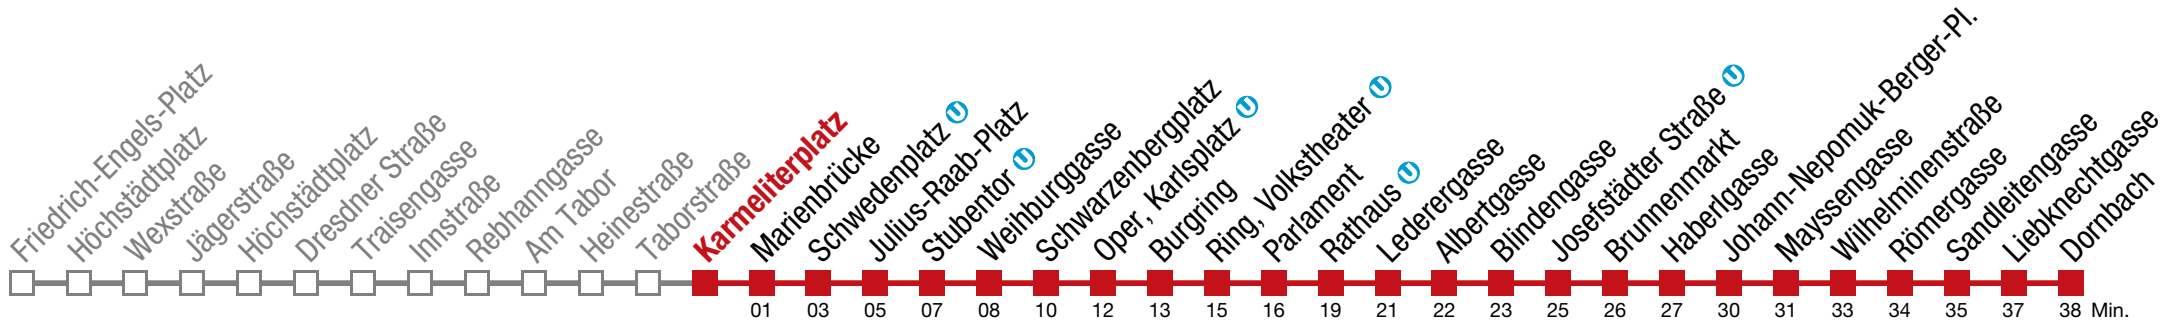 Friedrich-Engels-Platz
Höchstädtplatz
Wexstraße
Jägerstraße
Höchstädtplatz
Dresdner Straße
Traisengasse
Innstraße
Rebhanngasse
Am Tabor
Heinestraße
Taborstraße
Karmeliterplatz
Marienbrücke
Schwedenplatz U
Julius-Raab-Platz
Stubentor U
Weihburggasse
Schwarzenbergplatz
Oper, Karlsplatz U
Burgring
Ring, Volkstheater U
Parlament
Rathaus U
Lederergasse
Albertgasse
Blindengasse
Josefstädter Straße U
Brunnenmarkt
Haberlgasse
Johann-Nepomuk-Berger-Pl.
Mayssengasse
Wilhelminenstraße
Römergasse
Sandleitengasse
Liebknechtgasse
Dornbach
01 03 05 07 08 10 12 13 15 16 19 21 22 23 25 26 27 30 31 33 34 35 37 38 Min.